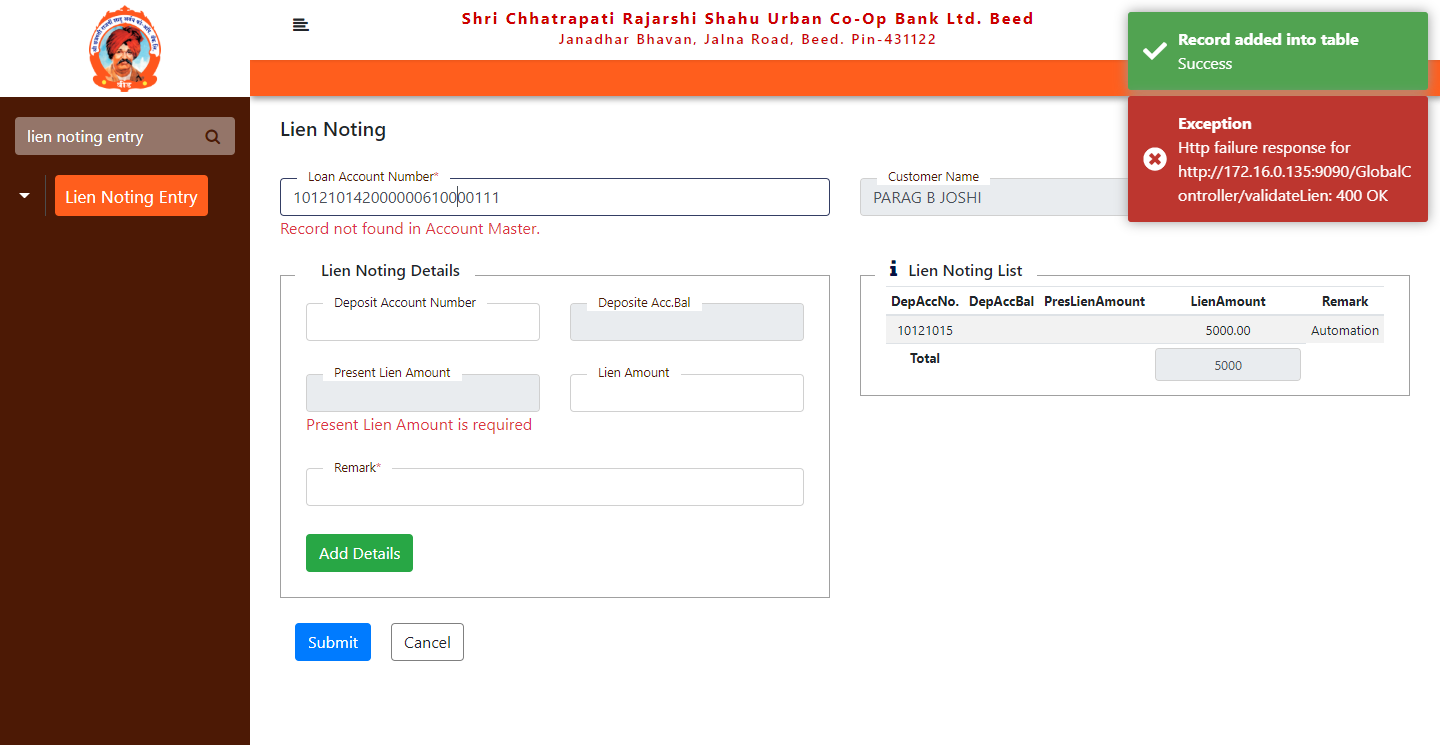 Shri Chhatrapati Rajarshi Shahu Urban Co-Op Bank Ltd. Beed
Janadhar Bhavan, Jalna Road, Beed. Pin-431122
Record added into table
Success
Exception
Http failure response for
http://172.16.0.135:9090/GlobalC
ontroller/validateLien: 400 OK
lien noting entry
Lien Noting Entry
Lien Noting
Loan Account Number*
101210142000000610000111
Record not found in Account Master.
Customer Name
PARAG B JOSHI
Lien Noting Details
Deposit Account Number
Deposite Acc.Bal
Present Lien Amount
Lien Amount
Present Lien Amount is required
Remark*
Add Details
Submit Cancel
Lien Noting List
DepAccNo. DepAccBal PresLienAmount LienAmount Remark
10121015 5000.00 Automation
Total 5000